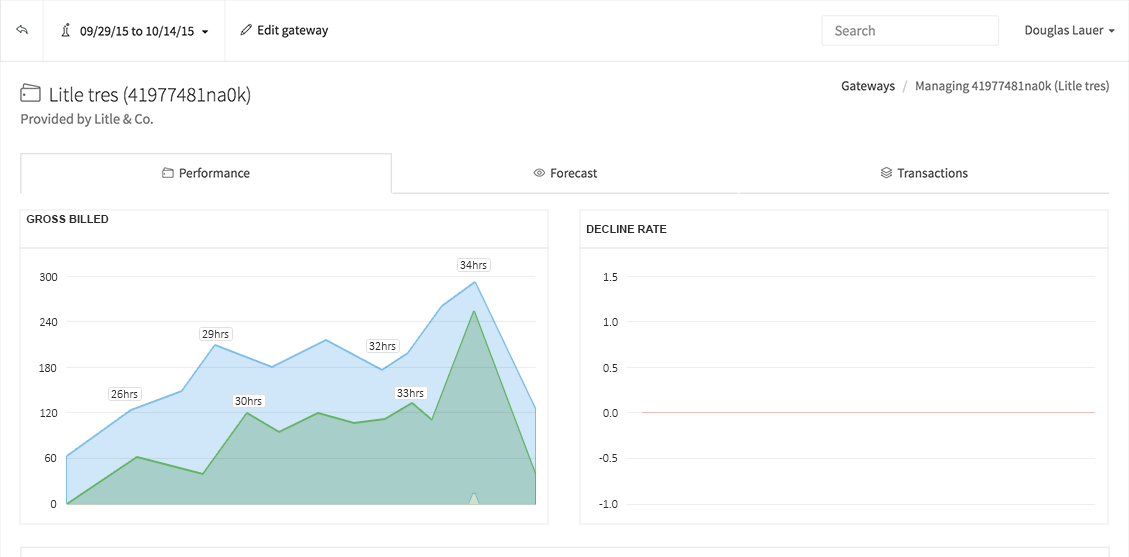 09/29/15 to 10/14/15
Edit gateway
Search
Douglas Lauer
Litle tres (41977481na0k)
Provided by Litle & Co.
Gateways / Managing 41977481na0k (Litle tres)
Performance
Forecast
Transactions
GROSS BILLED
300
240
180
120
60
0
26hrs
29hrs
30hrs
32hrs
33hrs
34hrs
DECLINE RATE
1.5
1.0
0.5
0.0
-0.5
-1.0